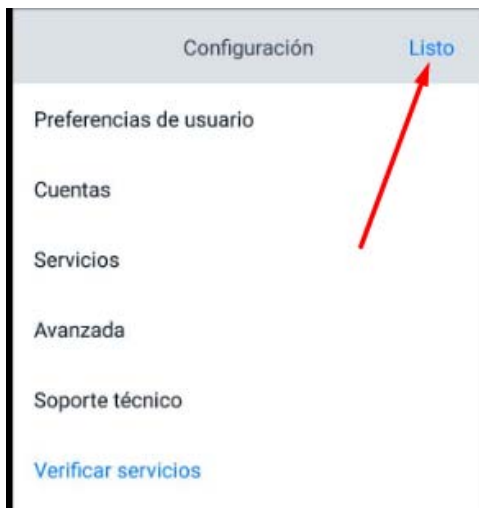 Configuración Listo
Preferencias de usuario
Cuentas
Servicios
Avanzada
Soporte técnico
Verificar servicios